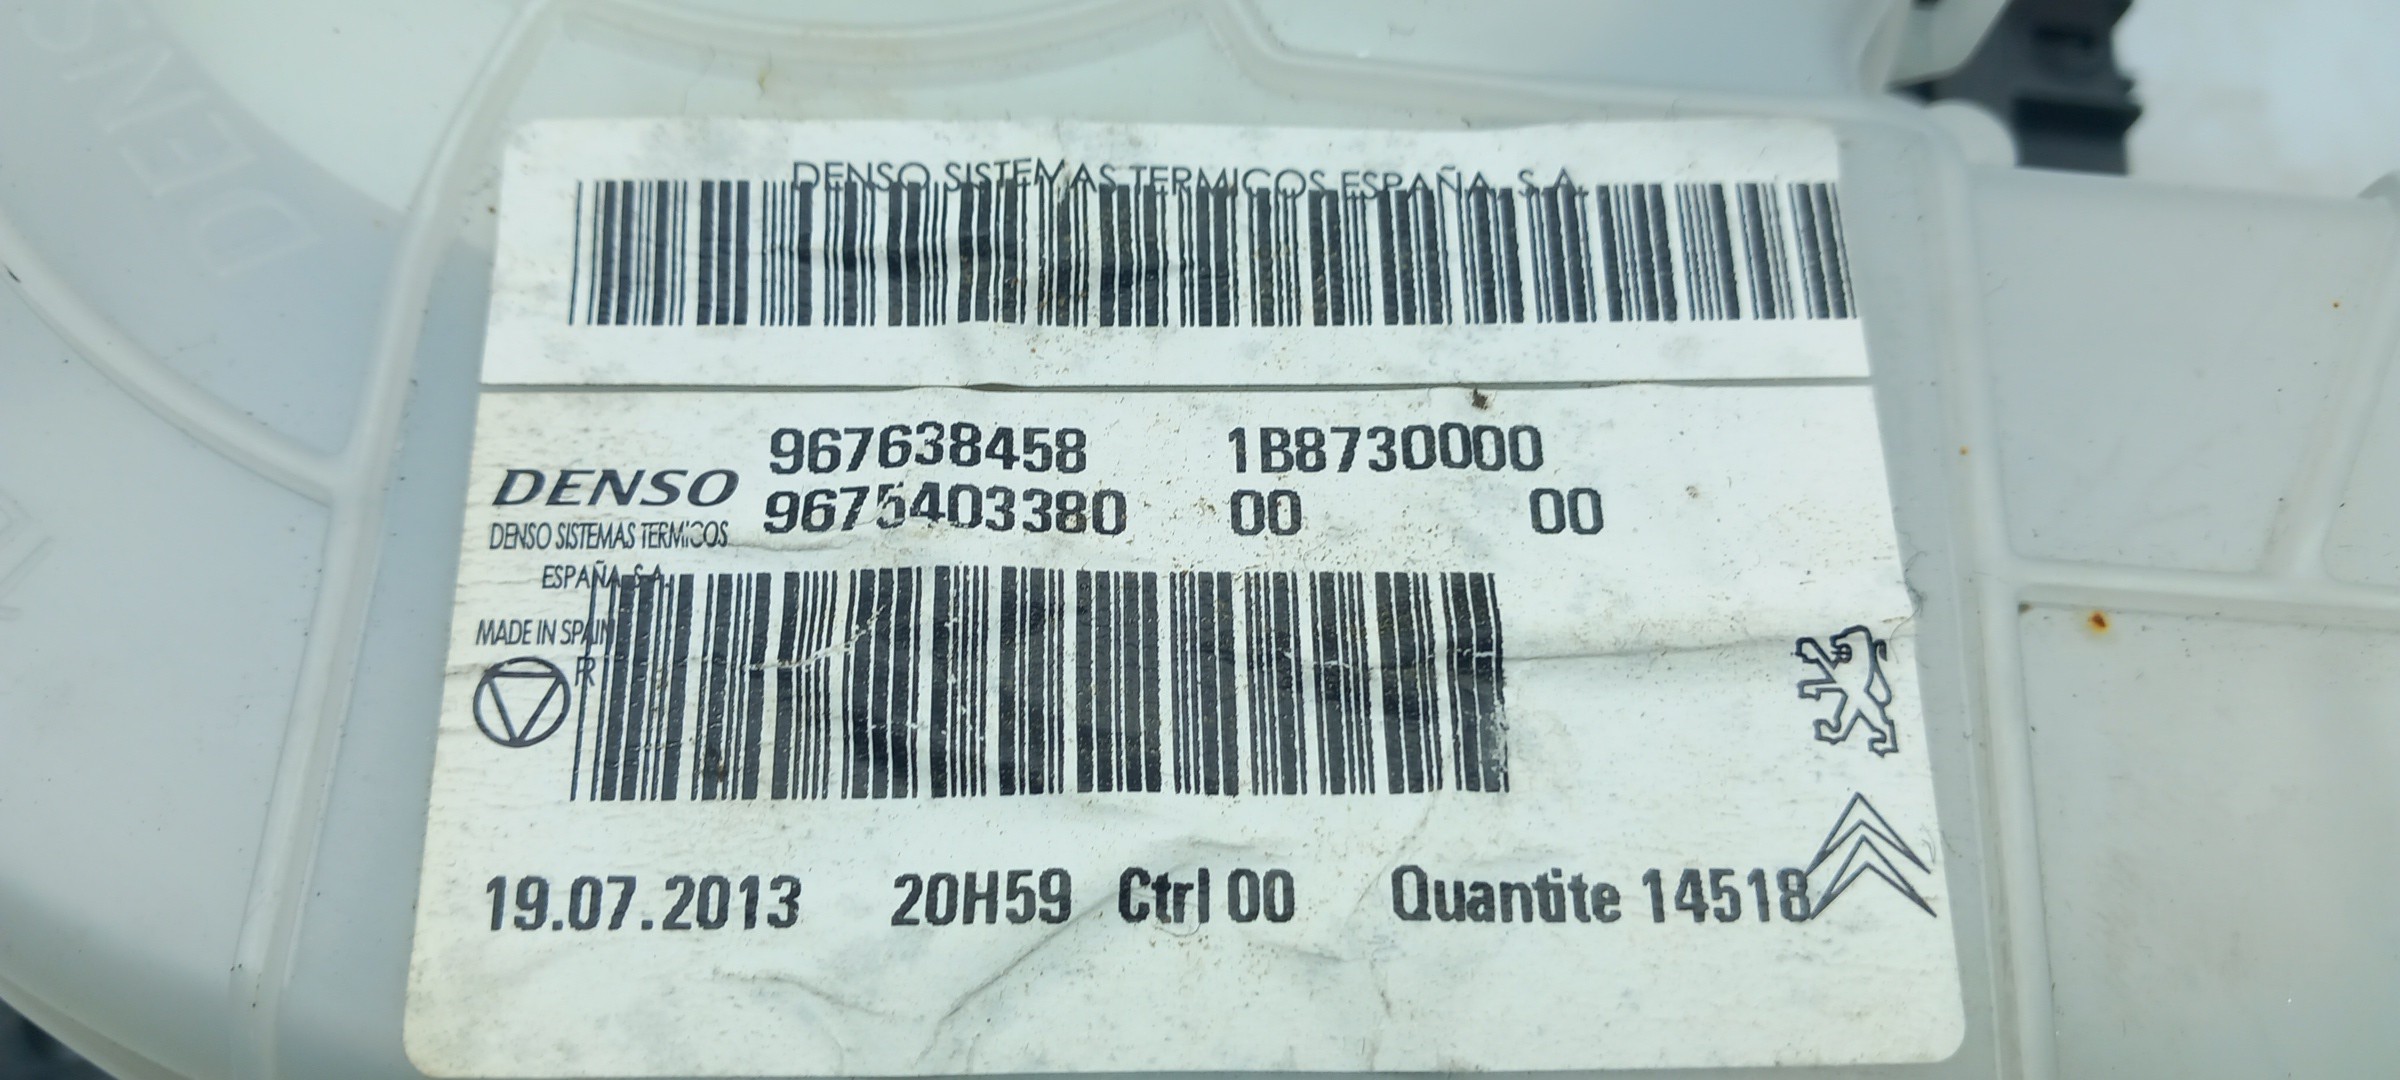 DENSO
DENSO SISTEMAS TERMICOS ESPAÑA, S.A.
967638458 1B8730000
DENSO 9675403380 00 00
DENSO SISTEMAS TERMICOS
ESPAÑA, S.A.
MADE IN SPAIN
FR
19.07.2013 20H59 Ctrl 00 Quantite 14518